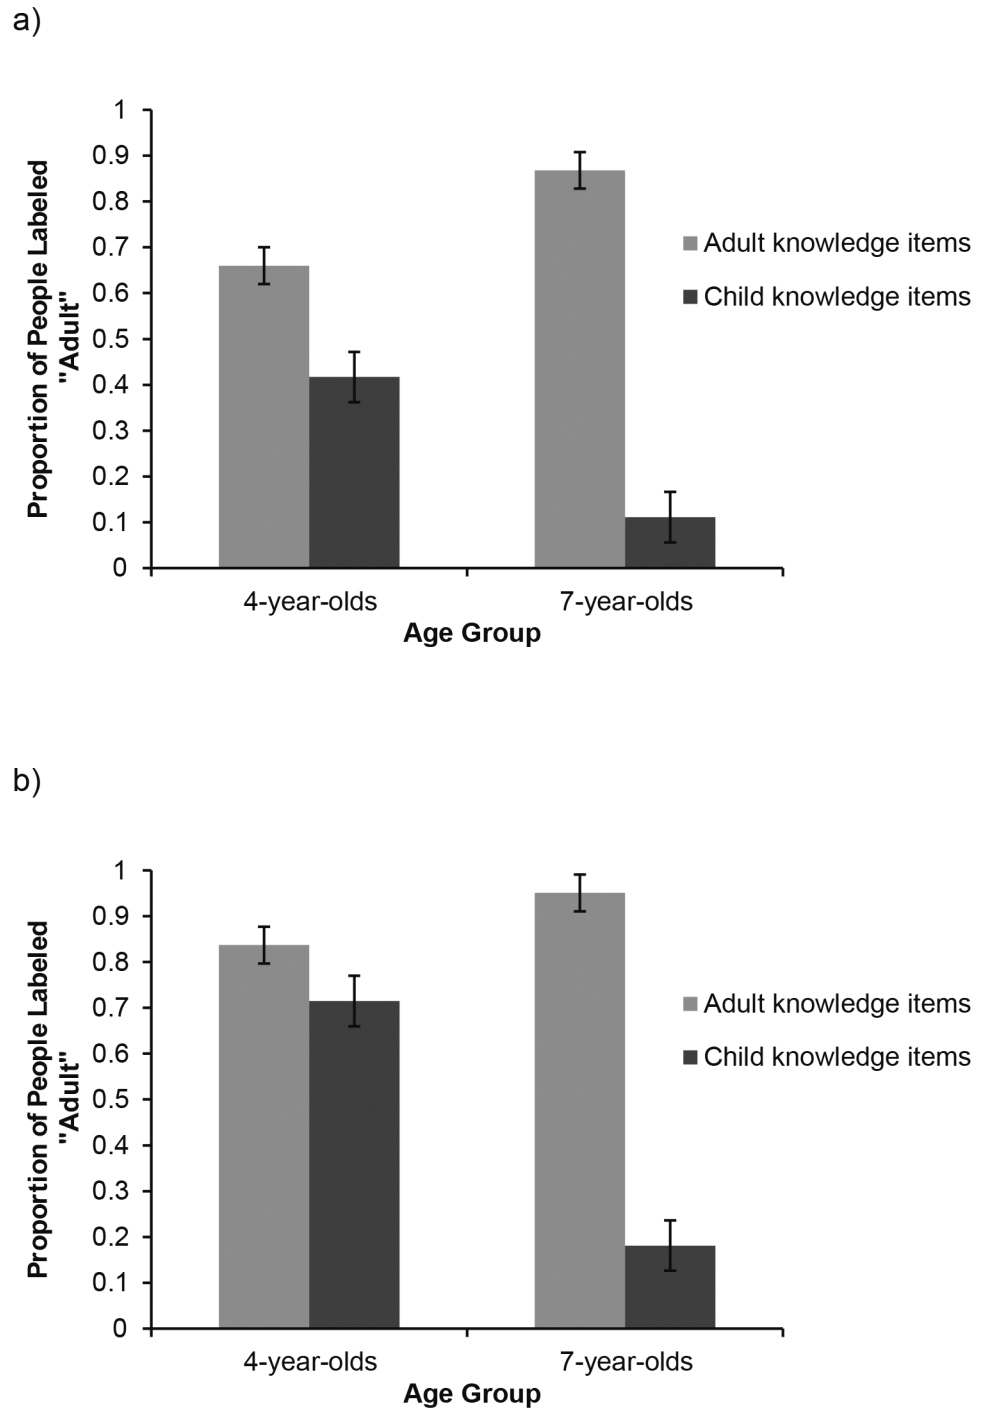 a)
1
0.9
0.8
0.7
0.6
0.5
0.4
0.3
0.2
0.1
0
Proportion of People Labeled
"Adult"
Adult knowledge items
Child knowledge items
4-year-olds
7-year-olds
Age Group
b)
1
0.9
0.8
0.7
0.6
0.5
0.4
0.3
0.2
0.1
0
Proportion of People Labeled
"Adult"
Adult knowledge items
Child knowledge items
4-year-olds
7-year-olds
Age Group